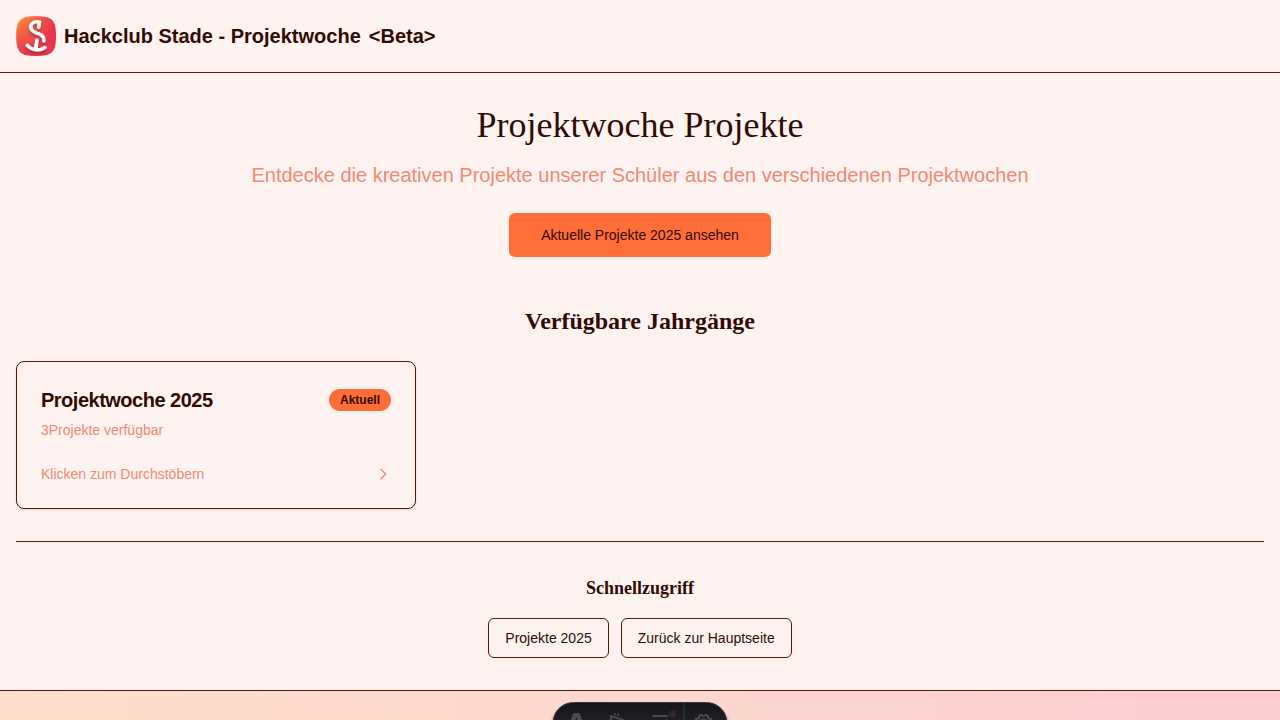 Hackclub Stade - Projektwoche <Beta>
Projektwoche Projekte
Entdecke die kreativen Projekte unserer Schüler aus den verschiedenen Projektwochen
Aktuelle Projekte 2025 ansehen
Verfügbare Jahrgänge
Projektwoche 2025
Aktuell
3Projekte verfügbar
Klicken zum Durchstöbern
Schnellzugriff
Projekte 2025
Zurück zur Hauptseite